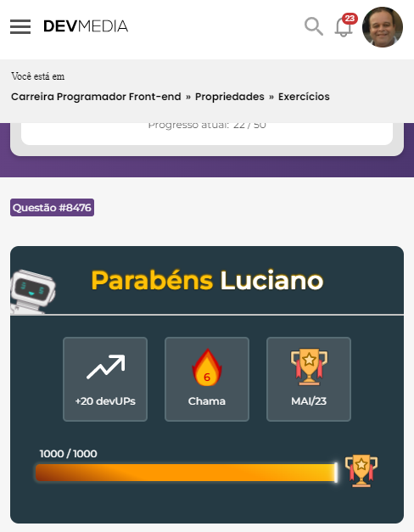 DEVMEDIA
23
Você está em
Carreira Programador Front-end » Propriedades » Exercícios
Progresso atual: 22 / 50
Questão #8476
Parabéns Luciano
+20 devUPs
6
Chama
MAI/23
1000 / 1000